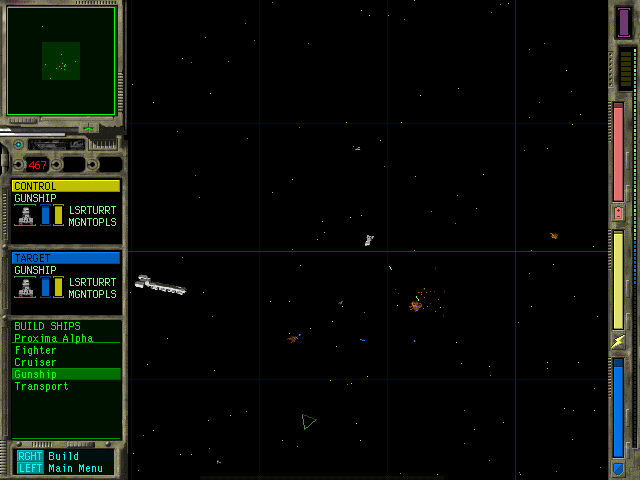 467
CONTROL
GUNSHIP
LSRTURRT
MGNTOPLS
TARGET
GUNSHIP
LSRTURRT
MGNTOPLS
BUILD SHIPS
Proxima Alpha
Fighter
Cruiser
Gunship
Transport
RGHT Build
LEFT Main Menu